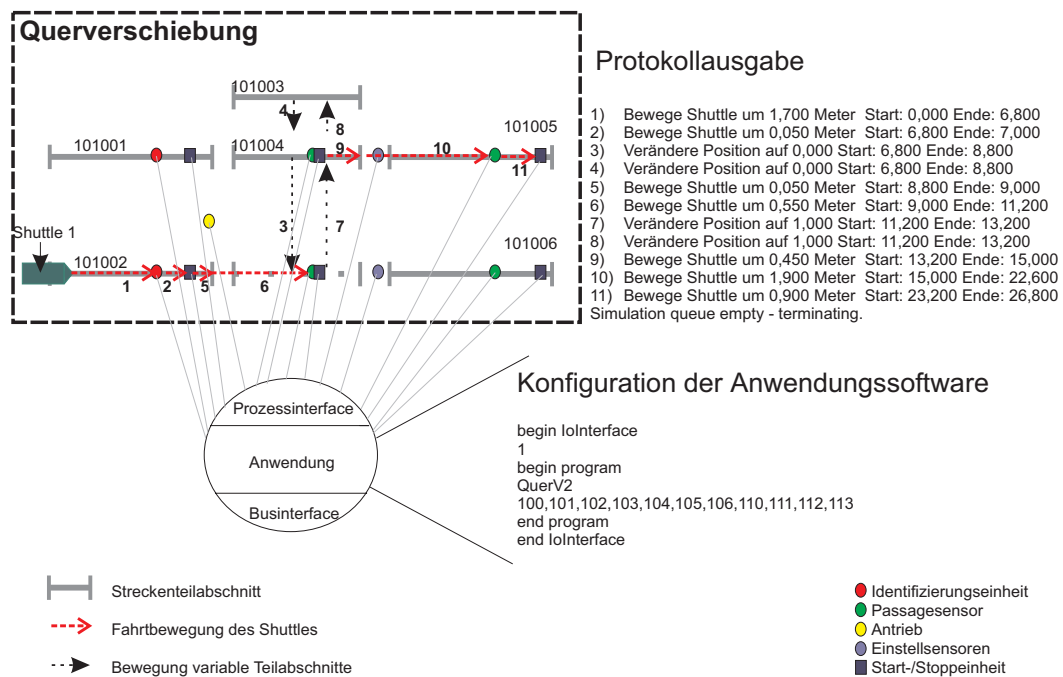 Querverschiebung
Protokollausgabe
101003
4
8
101005
101001
101004
9
10
11
1) Bewege Shuttle um 1,700 Meter Start: 0,000 Ende: 6,800
2) Bewege Shuttle um 0,050 Meter Start: 6,800 Ende: 7,000
3) Verändere Position auf 0,000 Start: 6,800 Ende: 8,800
4) Verändere Position auf 0,000 Start: 6,800 Ende: 8,800
5) Bewege Shuttle um 0,050 Meter Start: 8,800 Ende: 9,000
6) Bewege Shuttle um 0,550 Meter Start: 9,000 Ende: 11,200
7) Verändere Position auf 1,000 Start: 11,200 Ende: 13,200
8) Verändere Position auf 1,000 Start: 11,200 Ende: 13,200
9) Bewege Shuttle um 0,450 Meter Start: 13,200 Ende: 15,000
10) Bewege Shuttle um 1,900 Meter Start: 15,000 Ende: 22,600
11) Bewege Shuttle um 0,900 Meter Start: 23,200 Ende: 26,800
Simulation queue empty - terminating.
Shuttle 1
3
7
101006
101002
1
2
5
6
Prozessinterface
Anwendung
Businterface
Konfiguration der Anwendungssoftware
begin IoInterface
1
begin program
QuerV2
100,101,102,103,104,105,106,110,111,112,113
end program
end IoInterface
Streckenteilabschnitt
Fahrtbewegung des Shuttles
Bewegung variable Teilabschnitte
Identifizierungseinheit
Passagesensor
Antrieb
Einstellsensoren
Start-/Stoppeinheit